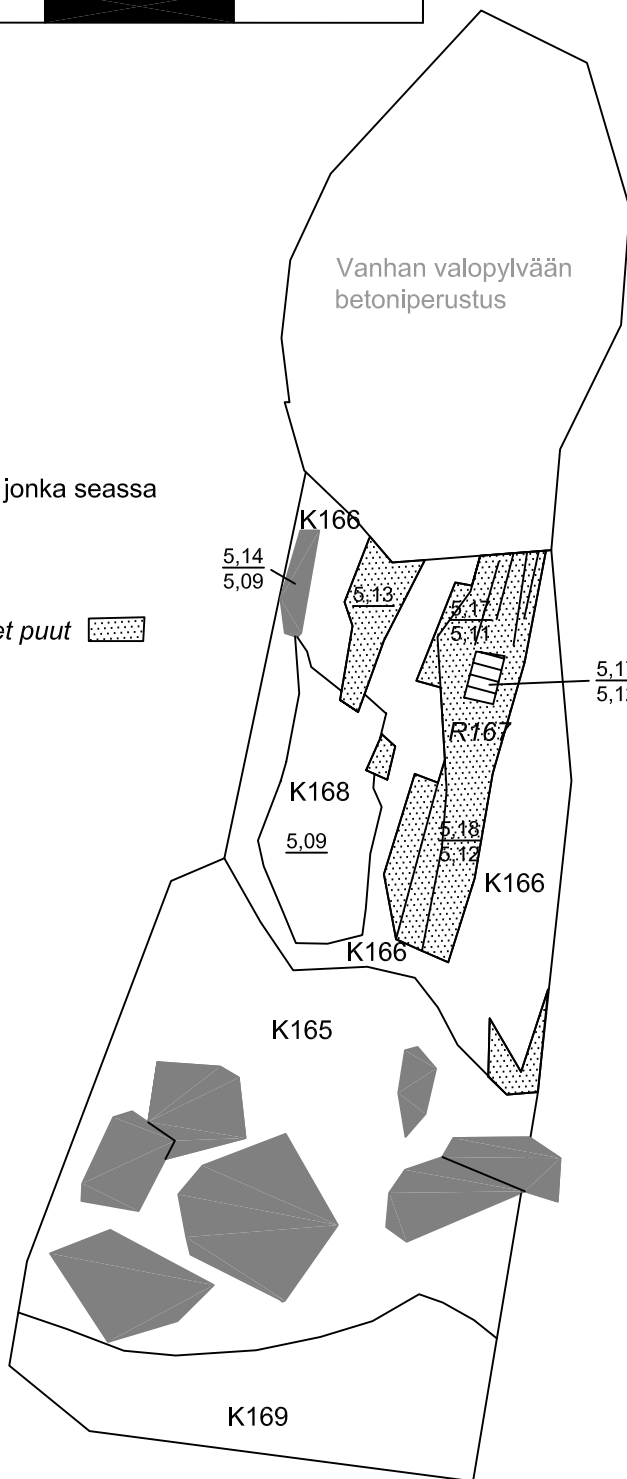 Vanhan valopylvään
betoniperustus
jonka seassa
K166
5,14
5,09
5,13
5,17
5,11
et puut
R167
K168
5,09
5,18
5,12
K166
K166
K165
K169